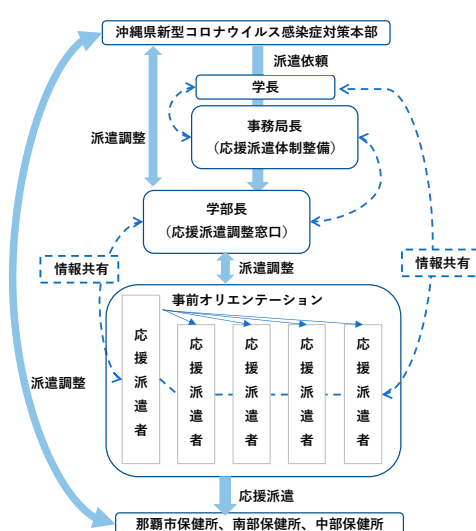 沖縄県新型コロナウイルス感染症対策本部
派遣依頼
学長
事務局長
（応援派遣体制整備）
派遣調整
学部長
（応援派遣調整窓口）
情報共有
情報共有
派遣調整
事前オリエンテーション
応援派遣者
応援派遣者
応援派遣者
応援派遣者
応援派遣者
派遣調整
応援派遣
那覇市保健所、南部保健所、中部保健所